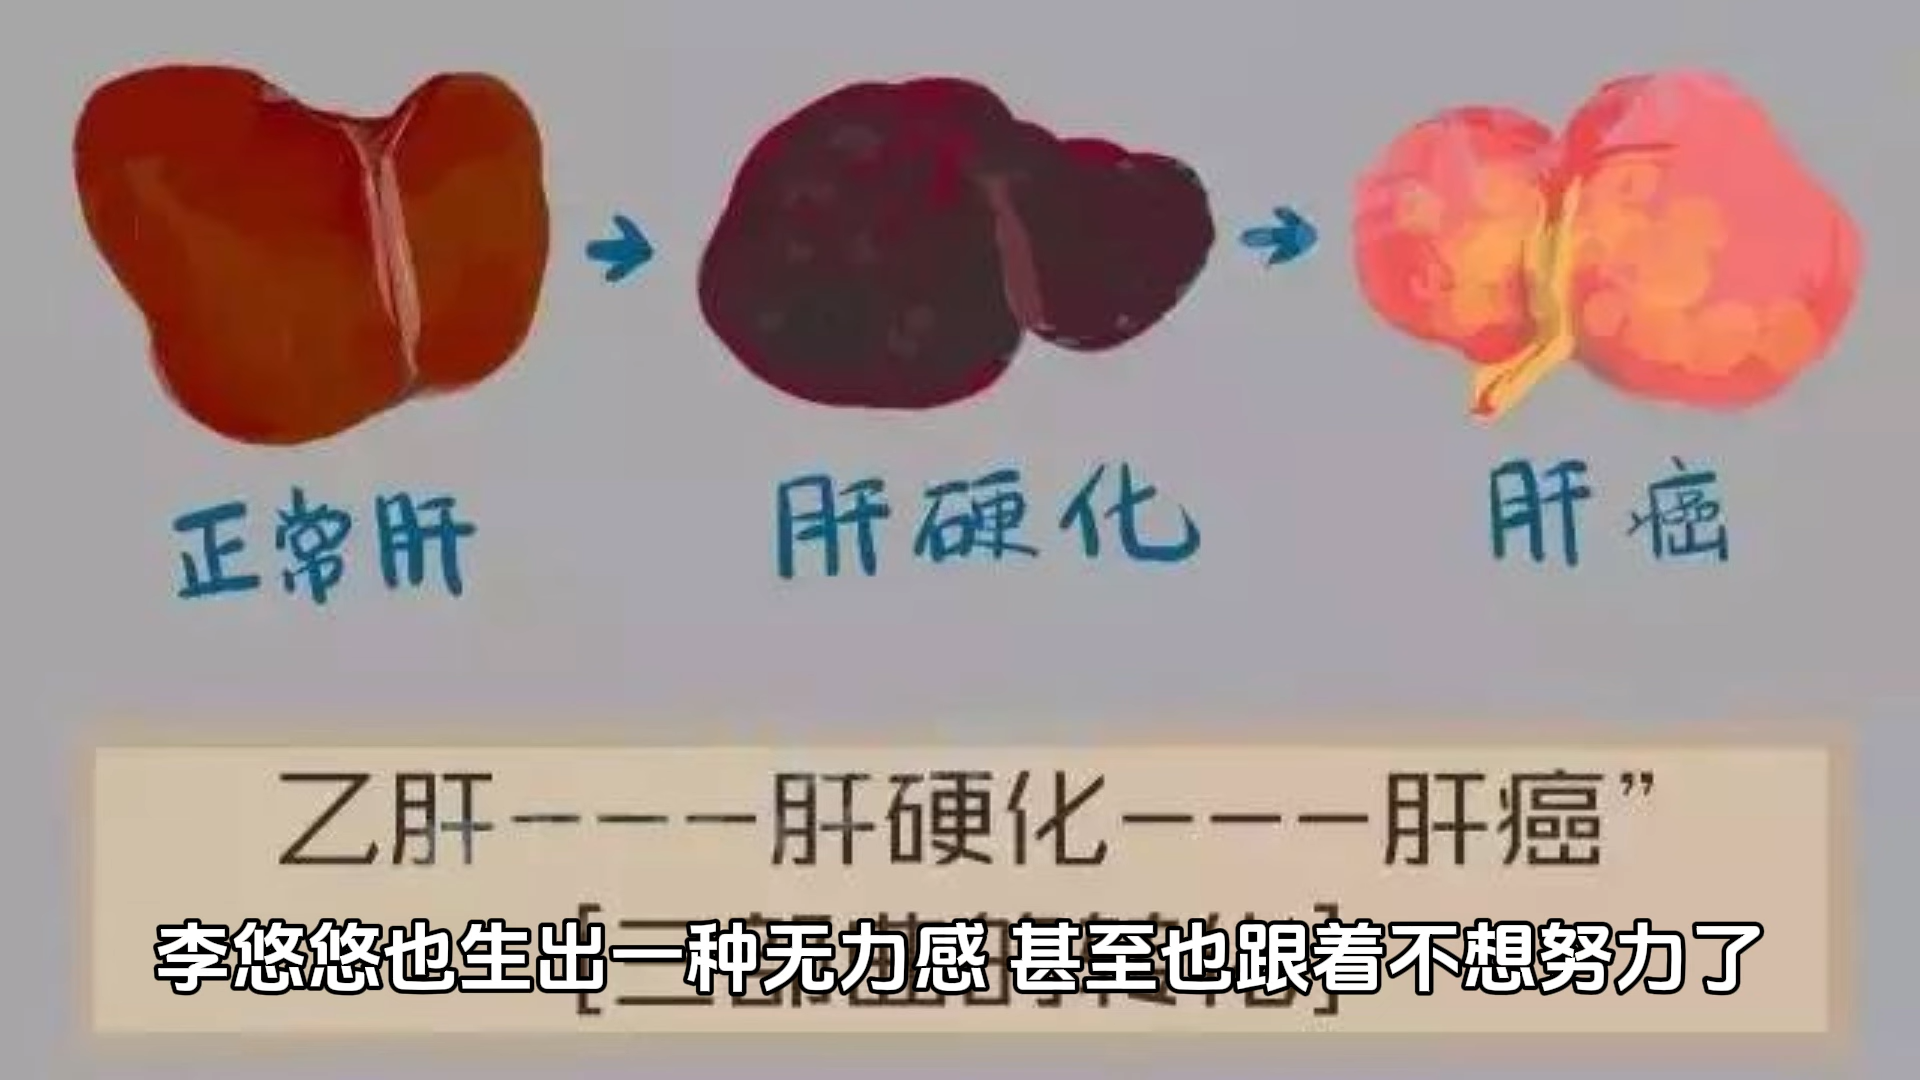 正常肝
肝硬化
肝癌
乙肝---肝硬化---肝癌”
李悠悠也生出一种无力感 甚至也跟着不想努力了